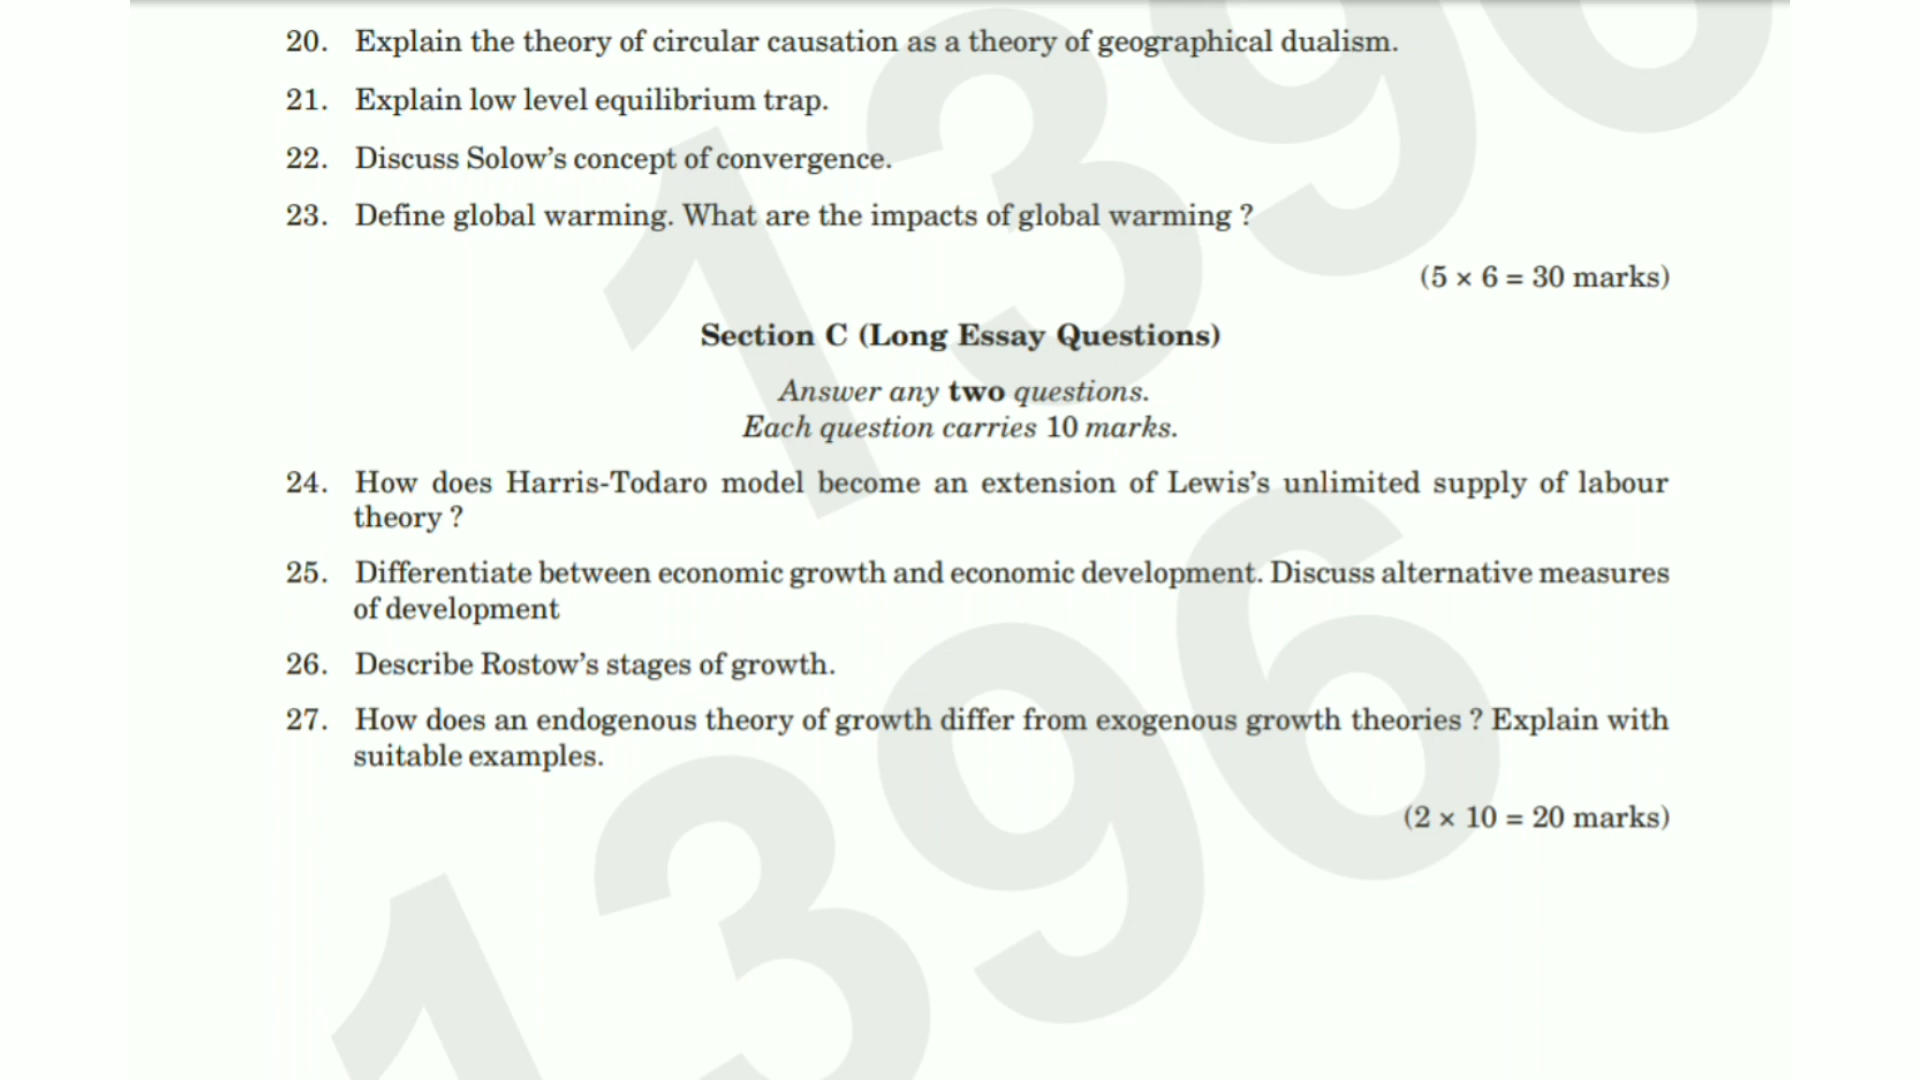 20. Explain the theory of circular causation as a theory of geographical dualism.
21. Explain low level equilibrium trap.
22. Discuss Solow's concept of convergence.
23. Define global warming. What are the impacts of global warming ?
(5 × 6 = 30 marks)
Section C (Long Essay Questions)
Answer any two questions.
Each question carries 10 marks.
24. How does Harris-Todaro model become an extension of Lewis's unlimited supply of labour
theory ?
25. Differentiate between economic growth and economic development. Discuss alternative measures
of development
26. Describe Rostow's stages of growth.
27. How does an endogenous theory of growth differ from exogenous growth theories ? Explain with
suitable examples.
(2 × 10 = 20 marks)
1396
1396